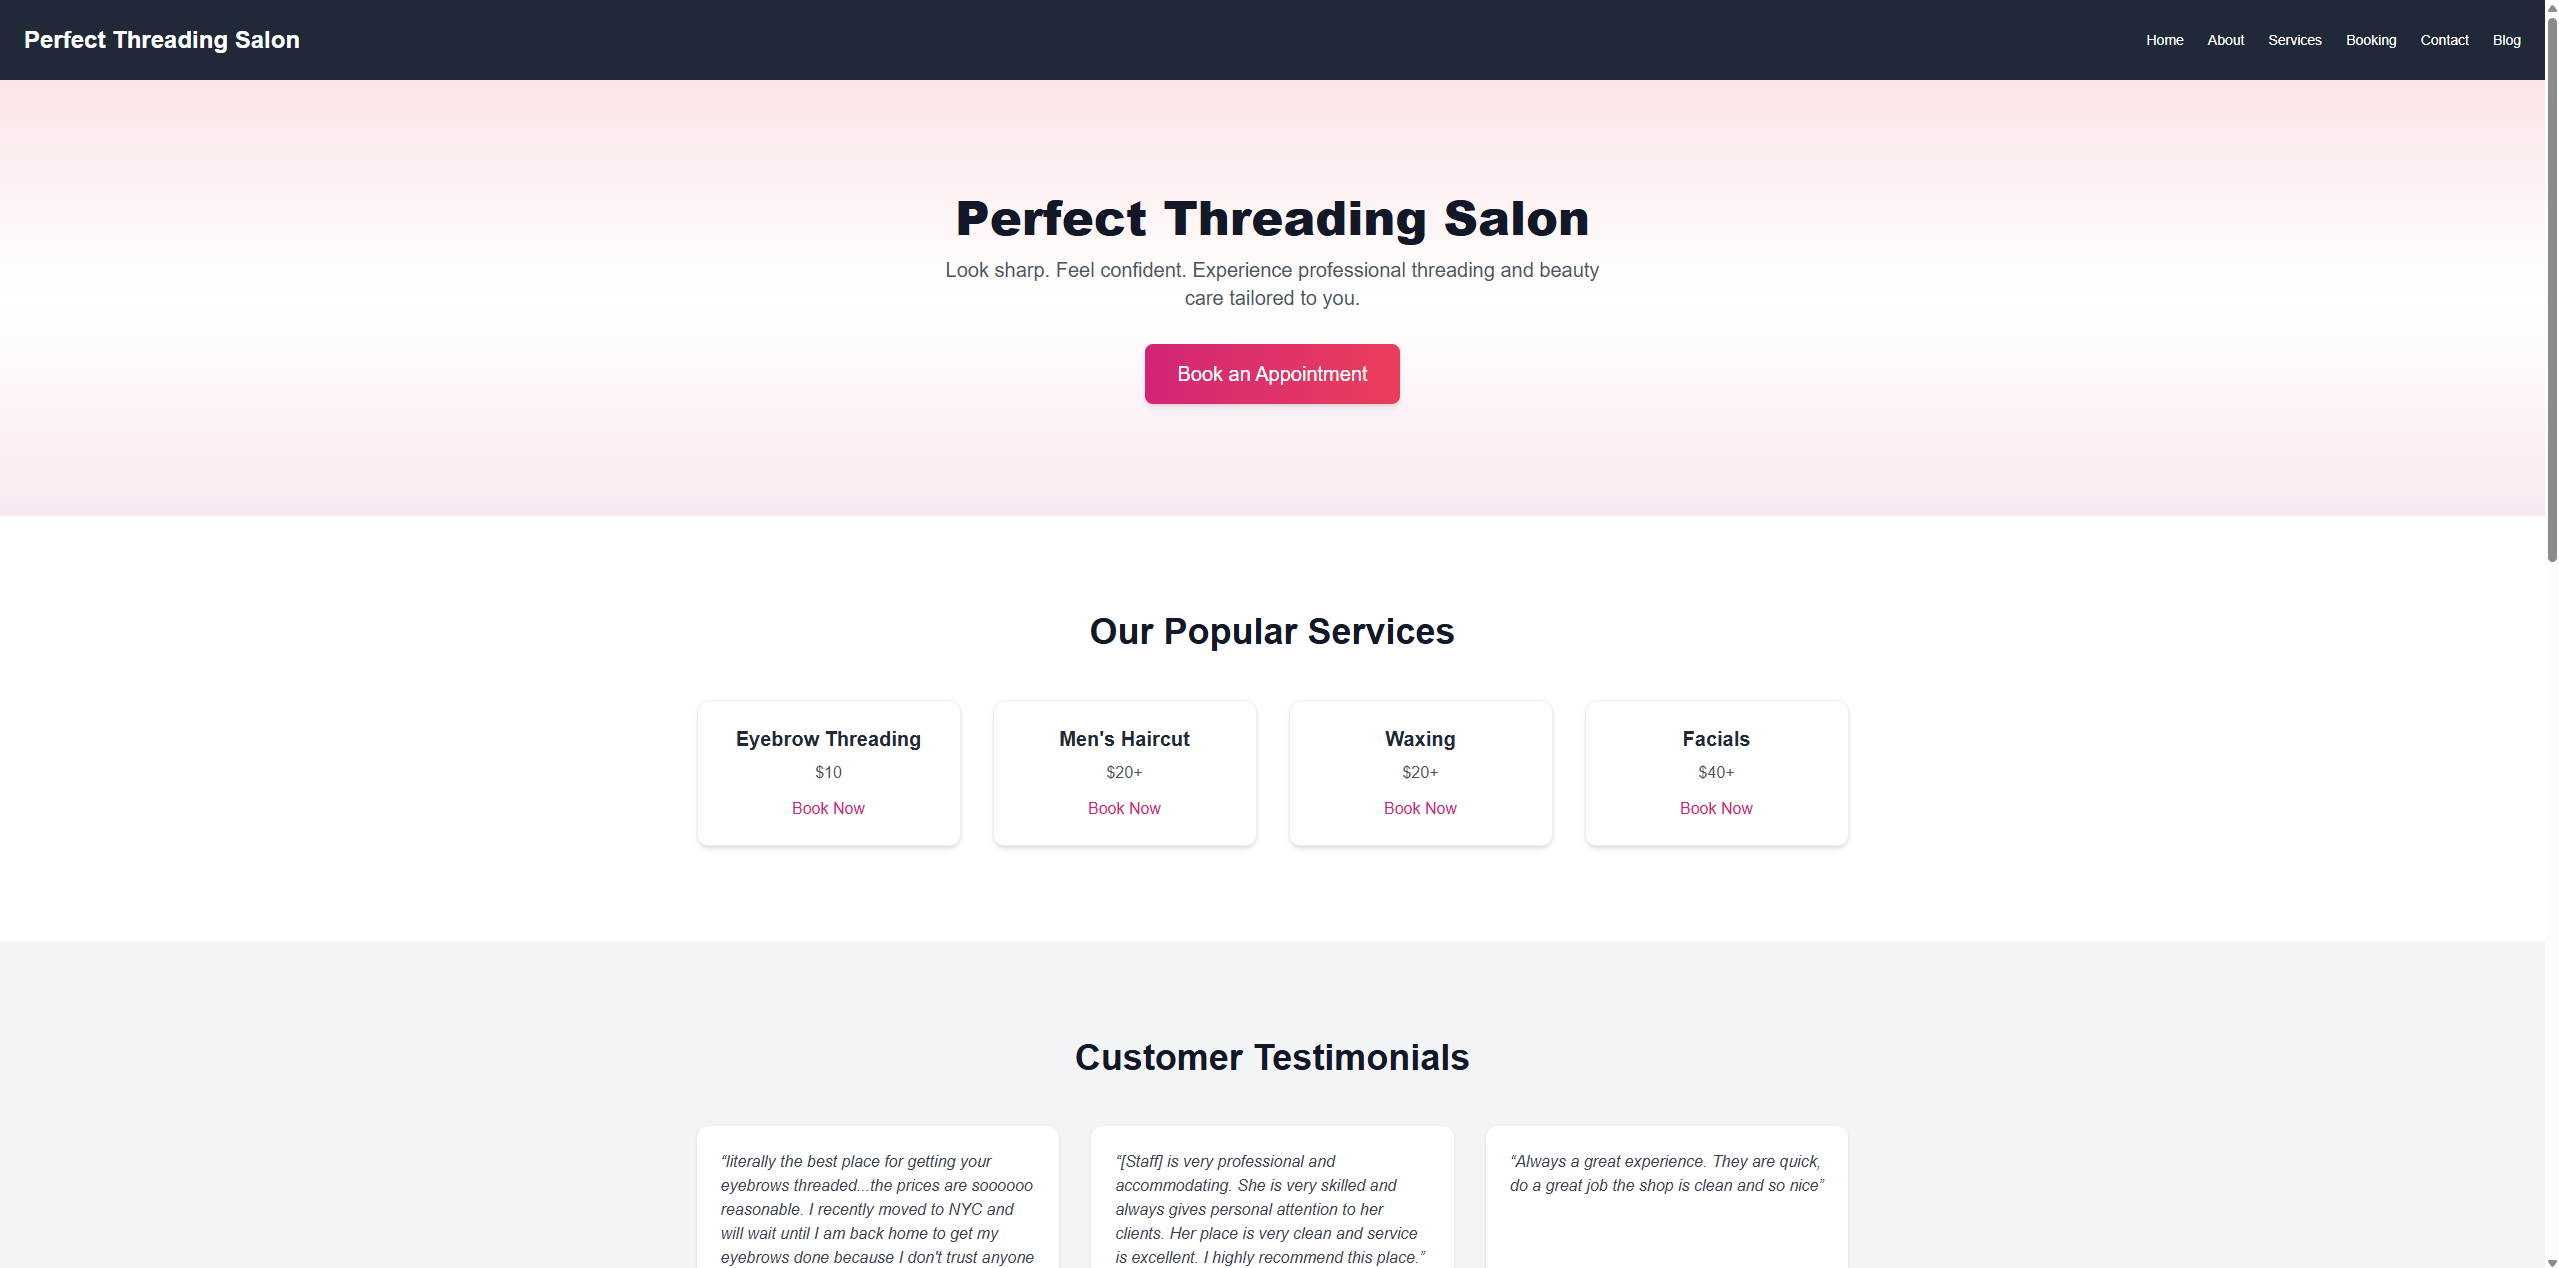 Perfect Threading Salon
Home About Services Booking Contact Blog
Perfect Threading Salon
Look sharp. Feel confident. Experience professional threading and beauty
care tailored to you.
Book an Appointment
Our Popular Services
Eyebrow Threading
$10
Book Now
Men's Haircut
$20+
Book Now
Waxing
$20+
Book Now
Facials
$40+
Book Now
Customer Testimonials
“literally the best place for getting your
eyebrows threaded...the prices are soooooo
reasonable. I recently moved to NYC and
will wait until I am back home to get my
eyebrows done because I don't trust anyone
“[Staff] is very professional and
accommodating. She is very skilled and
always gives personal attention to her
clients. Her place is very clean and service
is excellent. I highly recommend this place.”
“Always a great experience. They are quick,
do a great job the shop is clean and so nice”